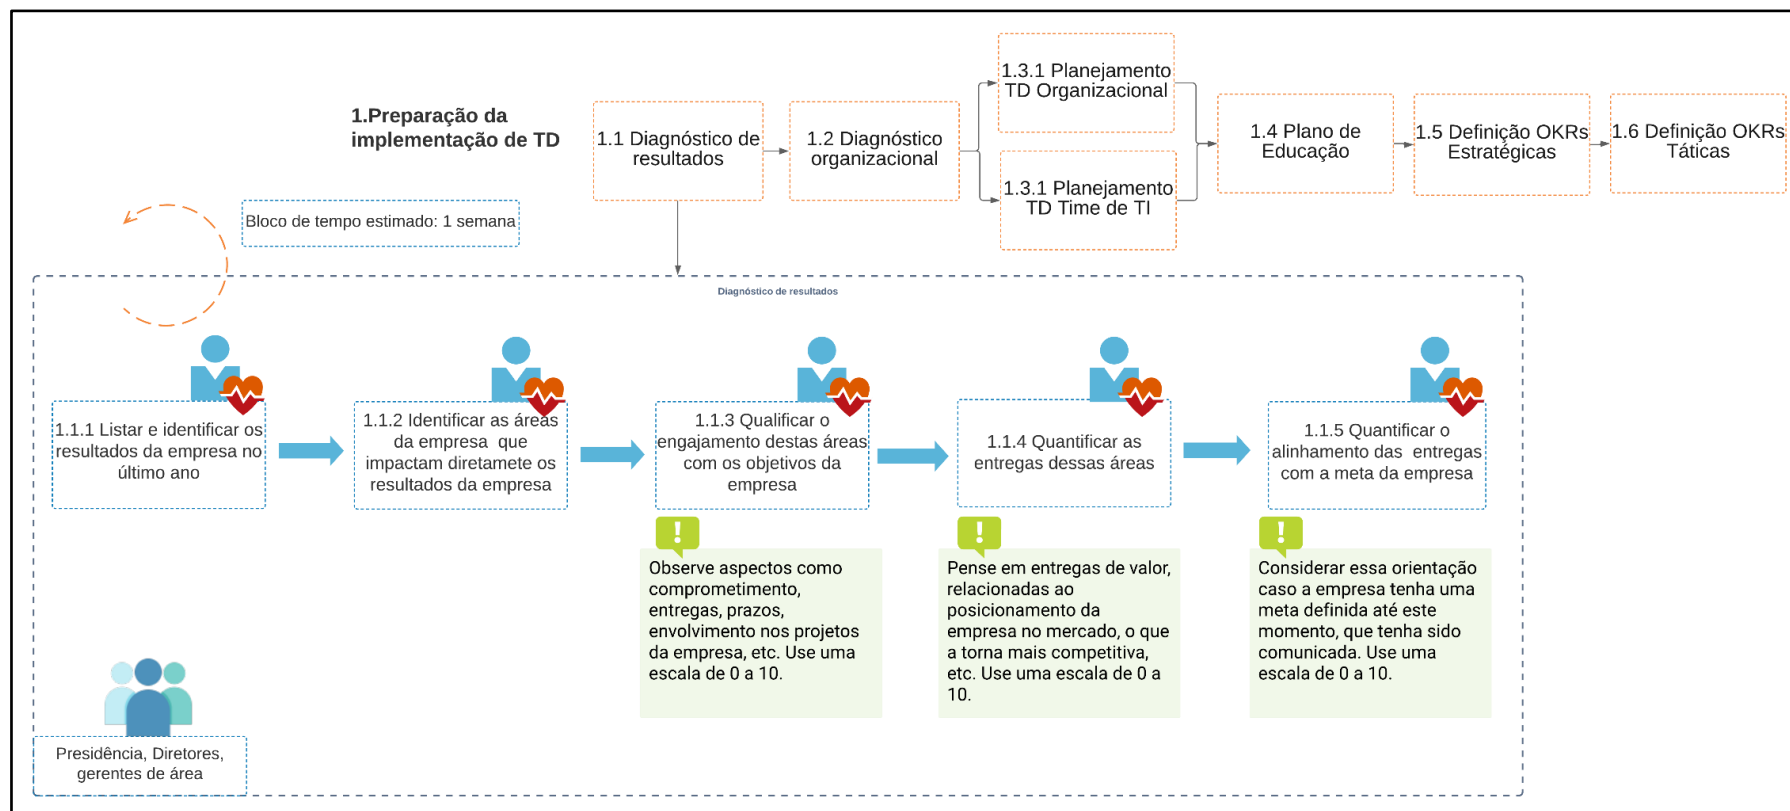 1.Preparação da
implementação de TD
1.1 Diagnóstico de
resultados
1.2 Diagnóstico
organizacional
1.3.1 Planejamento
TD Organizacional
1.3.1 Planejamento
TD Time de TI
1.4 Plano de
Educação
1.5 Definição OKRs
Estratégicas
1.6 Definição OKRs
Táticas
Bloco de tempo estimado: 1 semana
Diagnóstico de resultados
1.1.1 Listar e identificar os
resultados da empresa no
último ano
1.1.2 Identificar as áreas
da empresa que
impactam diretamete os
resultados da empresa
1.1.3 Qualificar o
engajamento destas áreas
com os objetivos da
empresa
1.1.4 Quantificar as
entregas dessas áreas
1.1.5 Quantificar o
alinhamento das entregas
com a meta da empresa
!
Observe aspectos como
comprometimento,
entregas, prazos,
envolvimento nos projetos
da empresa, etc. Use uma
escala de 0 a 10.
!
Pense em entregas de valor,
relacionadas ao
posicionamento da
empresa no mercado, o que
a torna mais competitiva,
etc. Use uma escala de 0 a
10.
!
Considerar essa orientação
caso a empresa tenha uma
meta definida até este
momento, que tenha sido
comunicada. Use uma
escala de 0 a 10.
Presidência, Diretores,
gerentes de área